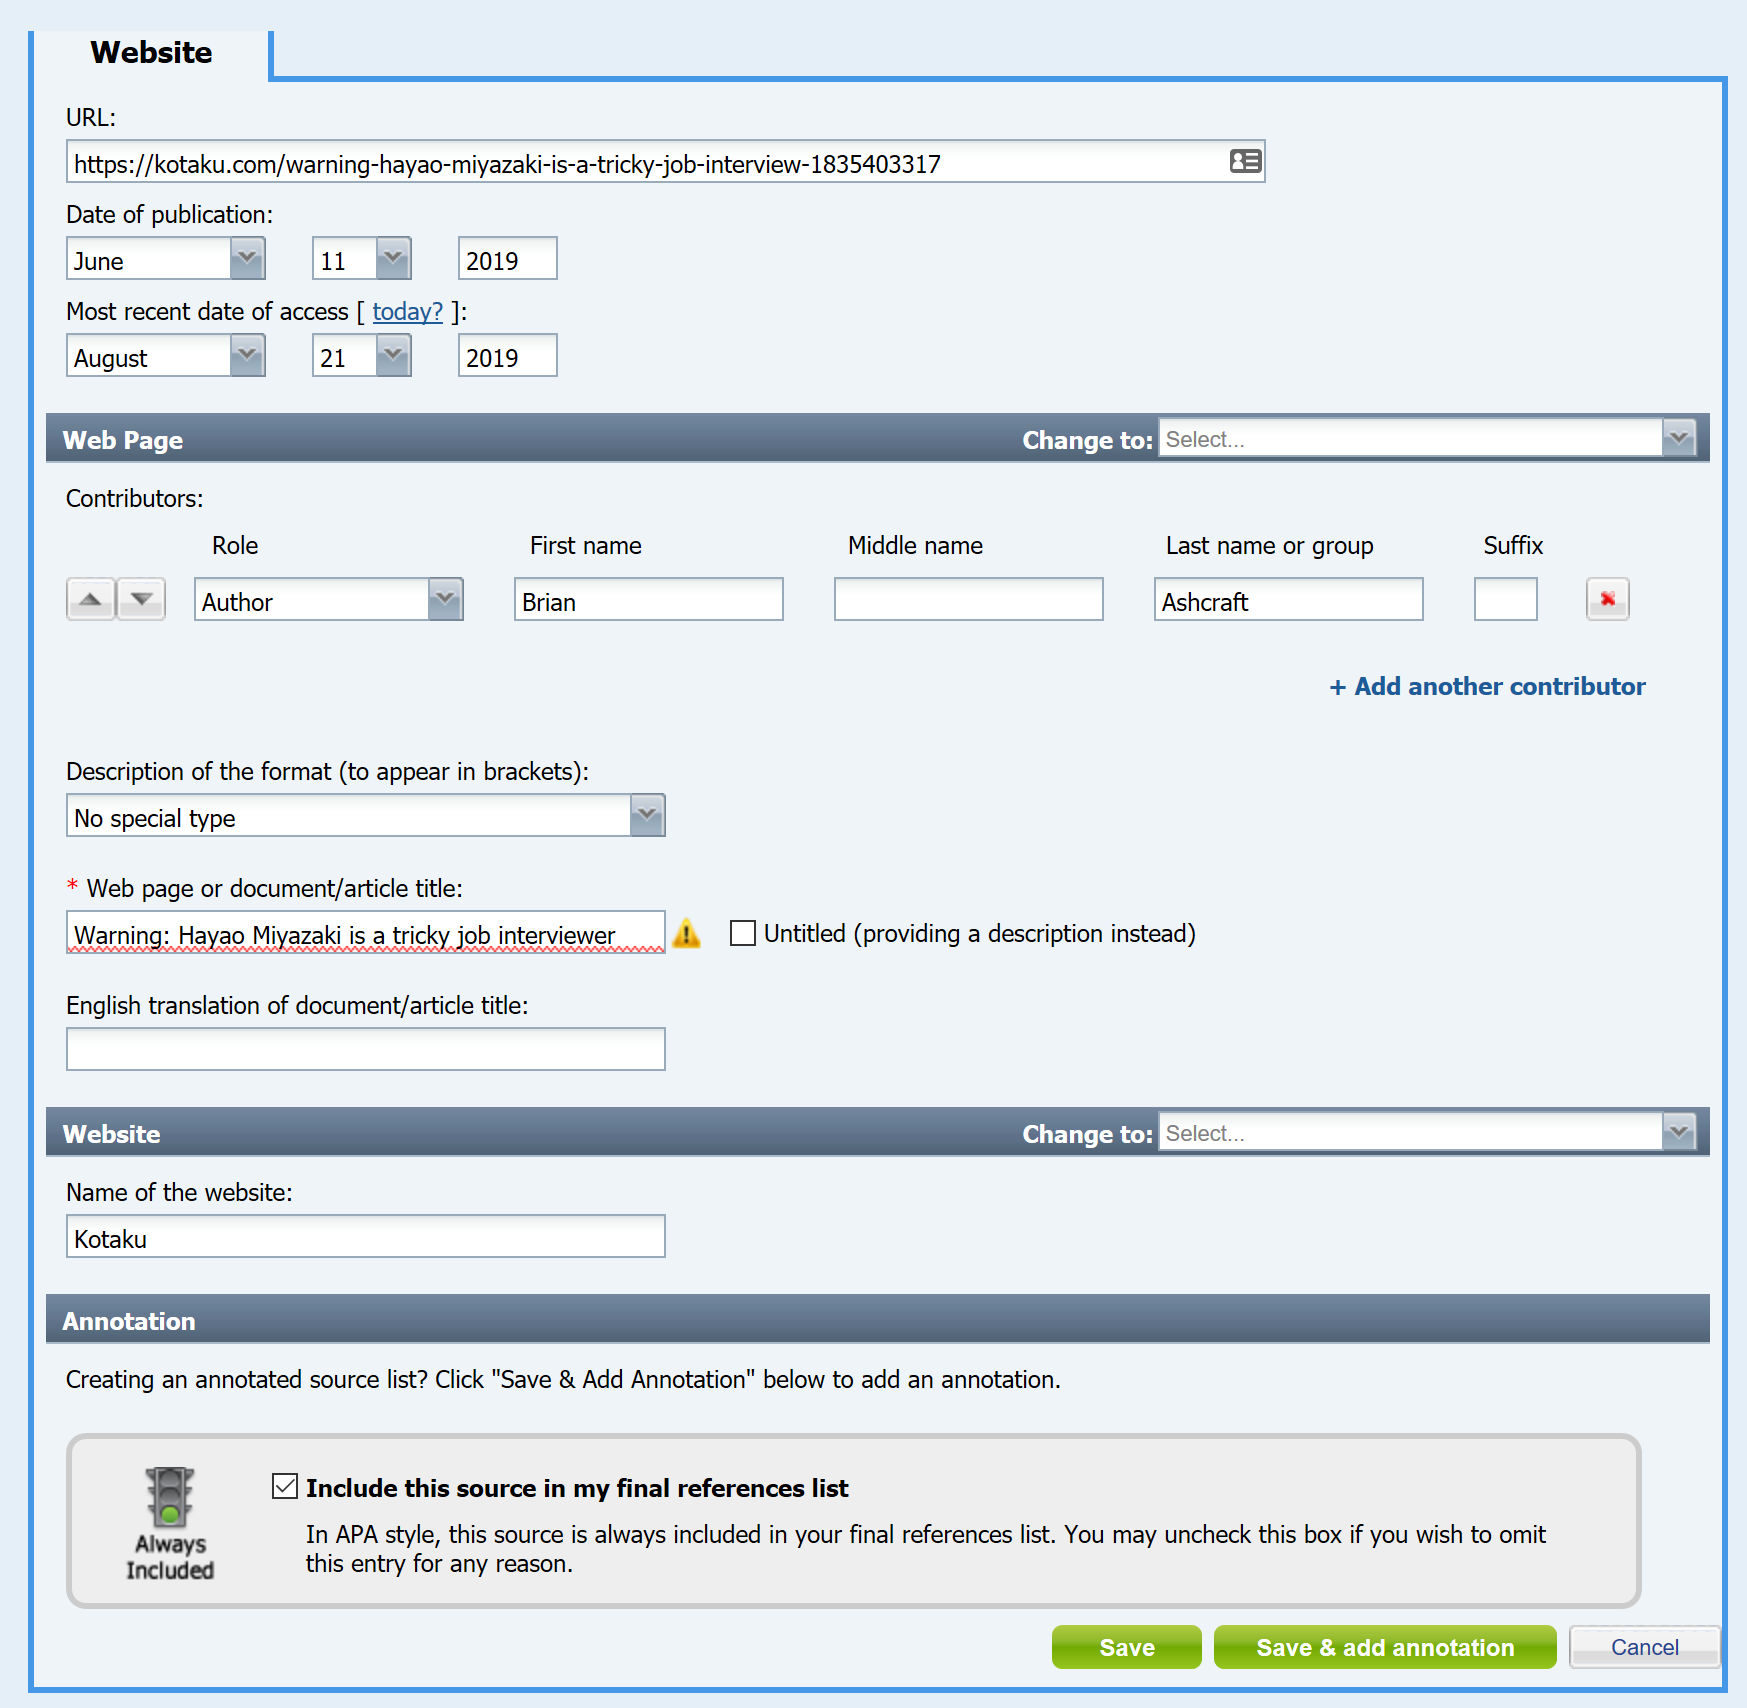 Website
URL:
https://kotaku.com/warning-hayao-miyazaki-is-a-tricky-job-interview-1835403317
Date of publication:
June 11 2019
Most recent date of access [ today? ]:
August 21 2019
Web Page Change to: Select...
Contributors:
Role First name Middle name Last name or group Suffix
Author Brian Ashcraft
+ Add another contributor
Description of the format (to appear in brackets):
No special type
* Web page or document/article title:
Warning: Hayao Miyazaki is a tricky job interviewer Untitled (providing a description instead)
English translation of document/article title:
Website Change to: Select...
Name of the website:
Kotaku
Annotation
Creating an annotated source list? Click "Save & Add Annotation" below to add an annotation.
Always
Included
Include this source in my final references list
In APA style, this source is always included in your final references list. You may uncheck this box if you wish to omit
this entry for any reason.
Save Save & add annotation Cancel